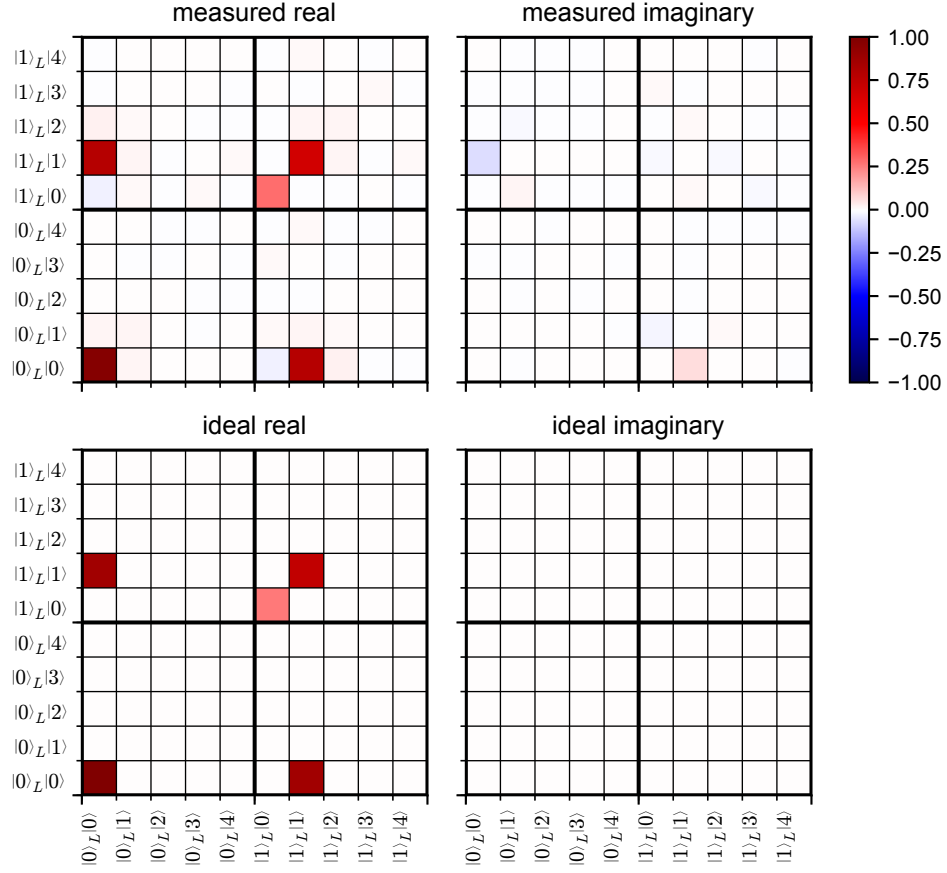 measured real
measured imaginary
|1⟩_L|4⟩
|1⟩_L|3⟩
|1⟩_L|2⟩
|1⟩_L|1⟩
|1⟩_L|0⟩
|0⟩_L|4⟩
|0⟩_L|3⟩
|0⟩_L|2⟩
|0⟩_L|1⟩
|0⟩_L|0⟩
1.00
0.75
0.50
0.25
0.00
−0.25
−0.50
−0.75
−1.00
ideal real
ideal imaginary
|1⟩_L|4⟩
|1⟩_L|3⟩
|1⟩_L|2⟩
|1⟩_L|1⟩
|1⟩_L|0⟩
|0⟩_L|4⟩
|0⟩_L|3⟩
|0⟩_L|2⟩
|0⟩_L|1⟩
|0⟩_L|0⟩
|0⟩_L|0⟩
|0⟩_L|1⟩
|0⟩_L|2⟩
|0⟩_L|3⟩
|0⟩_L|4⟩
|1⟩_L|0⟩
|1⟩_L|1⟩
|1⟩_L|2⟩
|1⟩_L|3⟩
|1⟩_L|4⟩
|0⟩_L|0⟩
|0⟩_L|1⟩
|0⟩_L|2⟩
|0⟩_L|3⟩
|0⟩_L|4⟩
|1⟩_L|0⟩
|1⟩_L|1⟩
|1⟩_L|2⟩
|1⟩_L|3⟩
|1⟩_L|4⟩